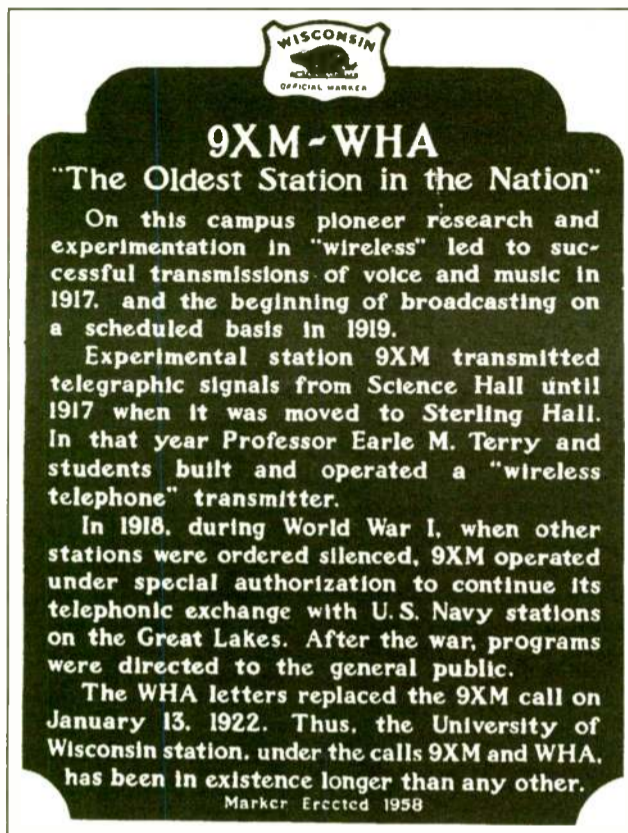 WISCONSIN
OFFICIAL MARKER
9XM-WHA
"The Oldest Station in the Nation"
On this campus pioneer research and
experimentation in "wireless" led to suc-
cessful transmissions of voice and music in
1917, and the beginning of broadcasting on
a scheduled basis in 1919.
Experimental station 9XM transmitted
telegraphic signals from Science Hall until
1917 when it was moved to Sterling Hall.
In that year Professor Earle M. Terry and
students built and operated a "wireless
telephone" transmitter.
In 1918, during World War I, when other
stations were ordered silenced, 9XM operated
under special authorization to continue its
telephonic exchange with U.S. Navy stations
on the Great Lakes. After the war, programs
were directed to the general public.
The WHA letters replaced the 9XM call on
January 13, 1922. Thus, the University of
Wisconsin station, under the calls 9XM and WHA,
has been in existence longer than any other.
Marker Erected 1958